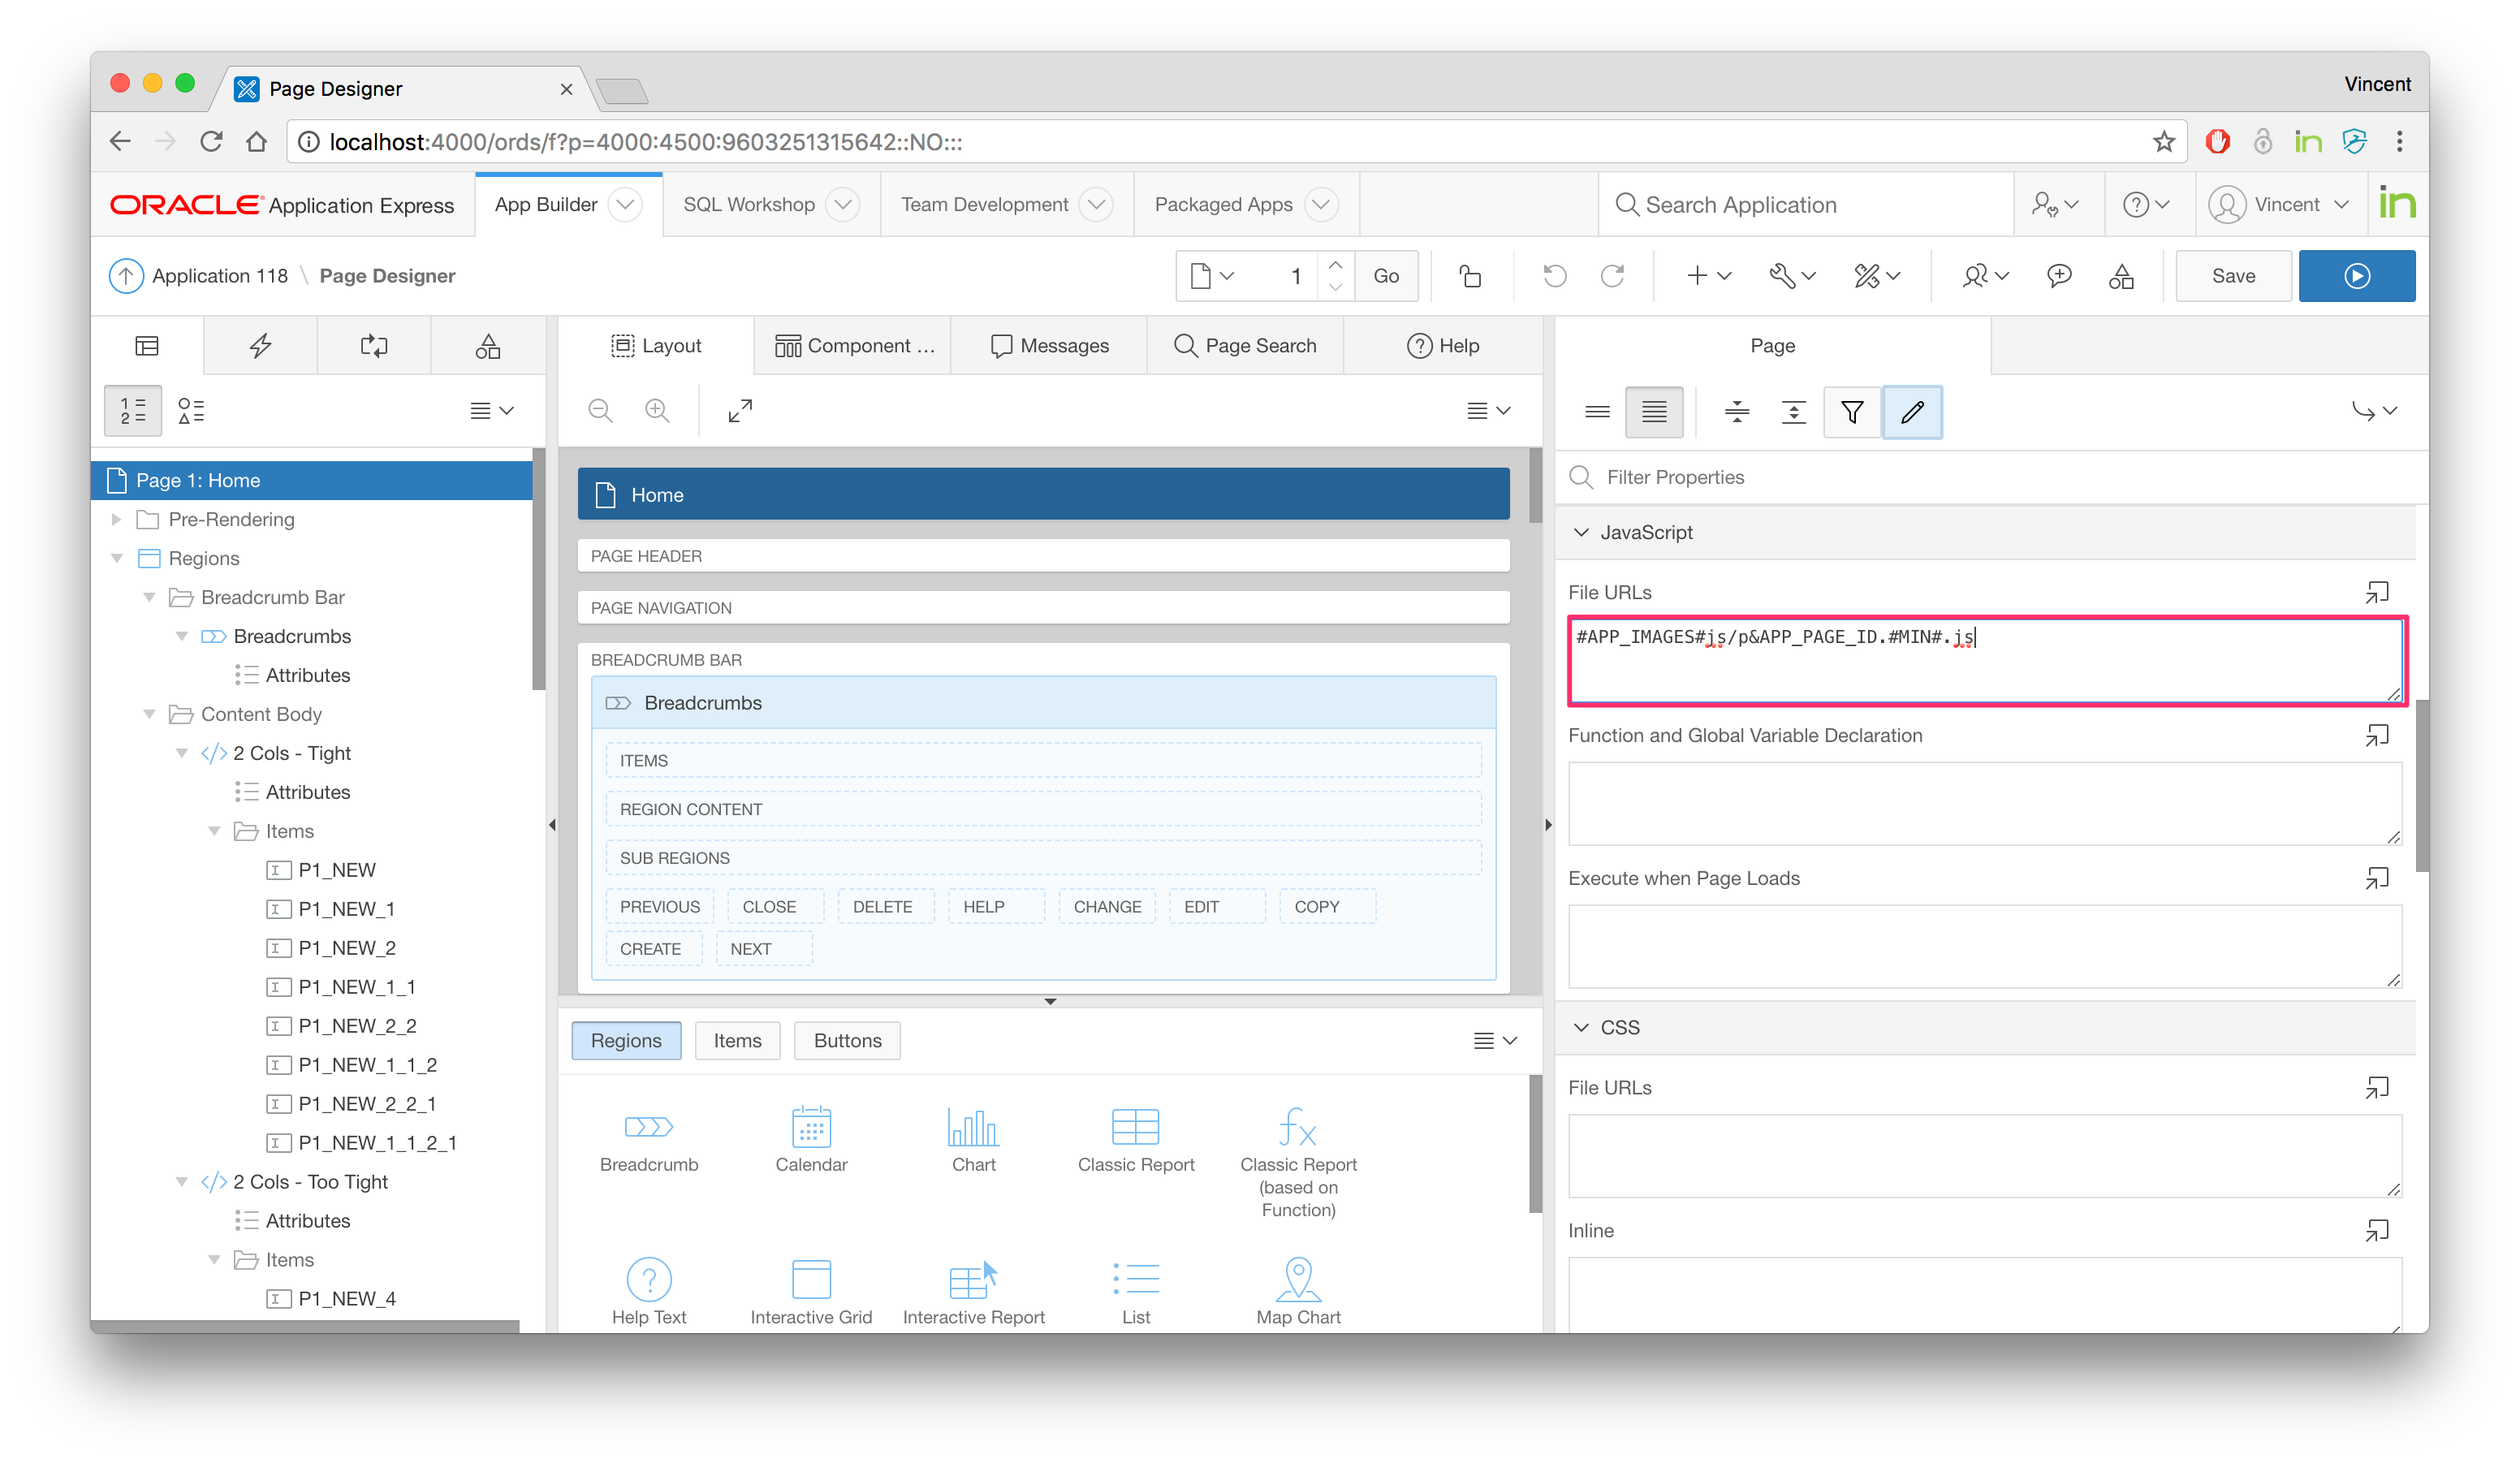 Page Designer
Vincent
localhost:4000/ords/f?p=4000:4500:9603251315642::NO:::
in
ORACLE Application Express
App Builder
SQL Workshop
Team Development
Packaged Apps
Search Application
Vincent
in
Application 118 \ Page Designer
1
Go
Save
1
2
Page 1: Home
Pre-Rendering
Regions
Breadcrumb Bar
Breadcrumbs
Attributes
Content Body
2 Cols - Tight
Attributes
Items
P1_NEW
P1_NEW_1
P1_NEW_2
P1_NEW_1_1
P1_NEW_2_2
P1_NEW_1_1_2
P1_NEW_2_2_1
P1_NEW_1_1_2_1
2 Cols - Too Tight
Attributes
Items
P1_NEW_4
Layout
Component ...
Messages
Page Search
Help
Home
PAGE HEADER
PAGE NAVIGATION
BREADCRUMB BAR
Breadcrumbs
ITEMS
REGION CONTENT
SUB REGIONS
PREVIOUS
CLOSE
DELETE
HELP
CHANGE
EDIT
COPY
CREATE
NEXT
Regions
Items
Buttons
Breadcrumb
Calendar
Chart
Classic Report
Classic Report
(based on
Function)
Help Text
Interactive Grid
Interactive Report
List
Map Chart
Page
Filter Properties
JavaScript
File URLs
#APP_IMAGES#js/p&APP_PAGE_ID.#MIN#.js
Function and Global Variable Declaration
Execute when Page Loads
CSS
File URLs
Inline